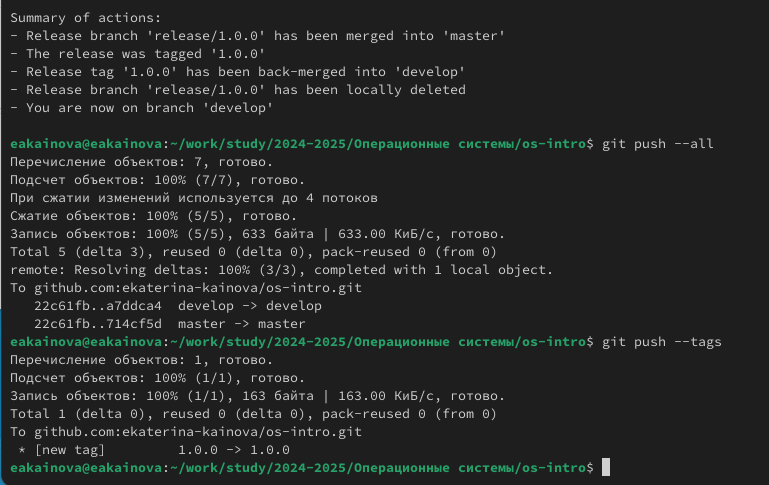 Summary of actions:
- Release branch 'release/1.0.0' has been merged into 'master'
- The release was tagged '1.0.0'
- Release tag '1.0.0' has been back-merged into 'develop'
- Release branch 'release/1.0.0' has been locally deleted
- You are now on branch 'develop'
eakainova@eakainova:~/work/study/2024-2025/Операционные системы/os-intro$ git push --all
Перечисление объектов: 7, готово.
Подсчет объектов: 100% (7/7), готово.
При сжатии изменений используется до 4 потоков
Сжатие объектов: 100% (5/5), готово.
Запись объектов: 100% (5/5), 633 байта | 633.00 КиБ/с, готово.
Total 5 (delta 3), reused 0 (delta 0), pack-reused 0 (from 0)
remote: Resolving deltas: 100% (3/3), completed with 1 local object.
To github.com:ekaterina-kainova/os-intro.git
   22c61fb..a7ddca4  develop -> develop
   22c61fb..714cf5d  master -> master
eakainova@eakainova:~/work/study/2024-2025/Операционные системы/os-intro$ git push --tags
Перечисление объектов: 1, готово.
Подсчет объектов: 100% (1/1), готово.
Запись объектов: 100% (1/1), 163 байта | 163.00 КиБ/с, готово.
Total 1 (delta 0), reused 0 (delta 0), pack-reused 0 (from 0)
To github.com:ekaterina-kainova/os-intro.git
 * [new tag]         1.0.0 -> 1.0.0
eakainova@eakainova:~/work/study/2024-2025/Операционные системы/os-intro$